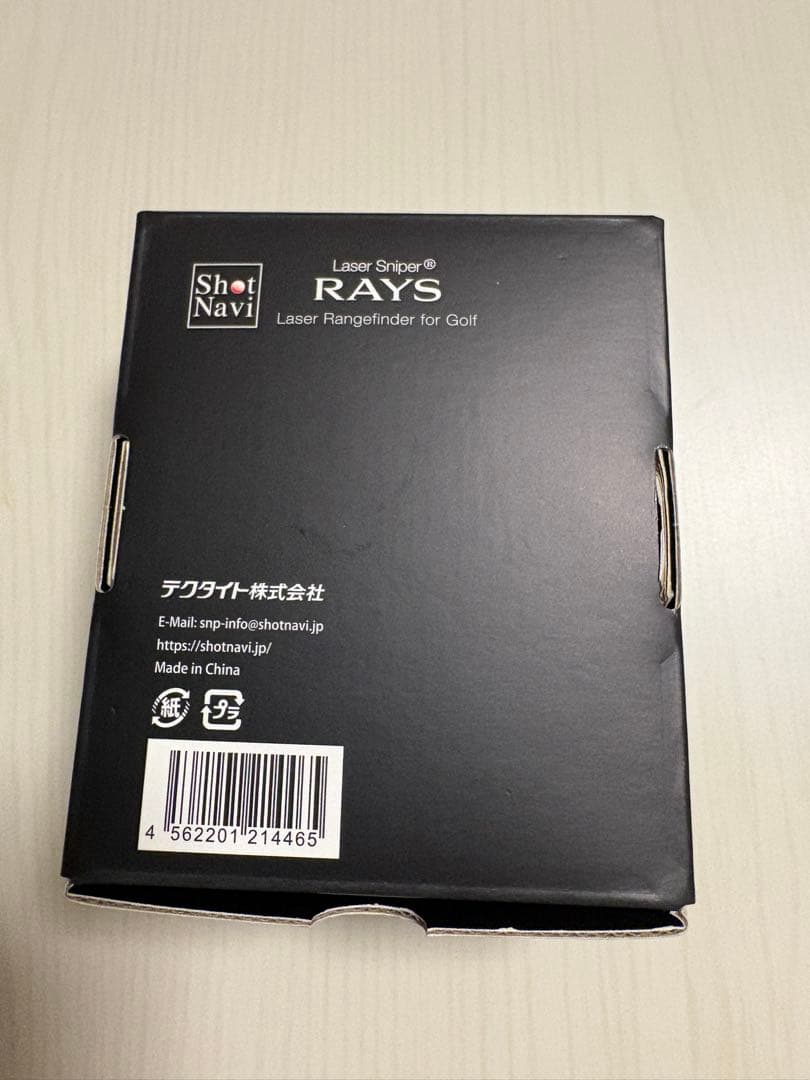 Shot
Navi
Laser Sniper®
RAYS
Laser Rangefinder for Golf
テクタイト株式会社
E-Mail: snp-info@shotnavi.jp
https://shotnavi.jp/
Made in China
紙 プラ
4 562201 214465